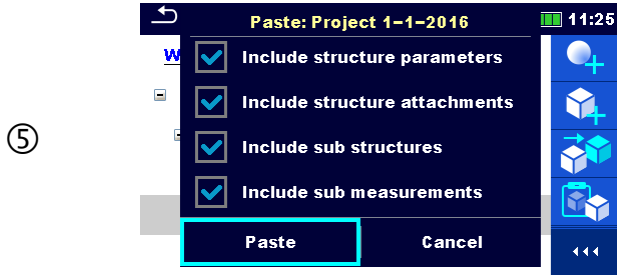 Paste: Project 1-1-2016
11:25
W
Include structure parameters
Include structure attachments
⑤
Include sub structures
Include sub measurements
Paste
Cancel